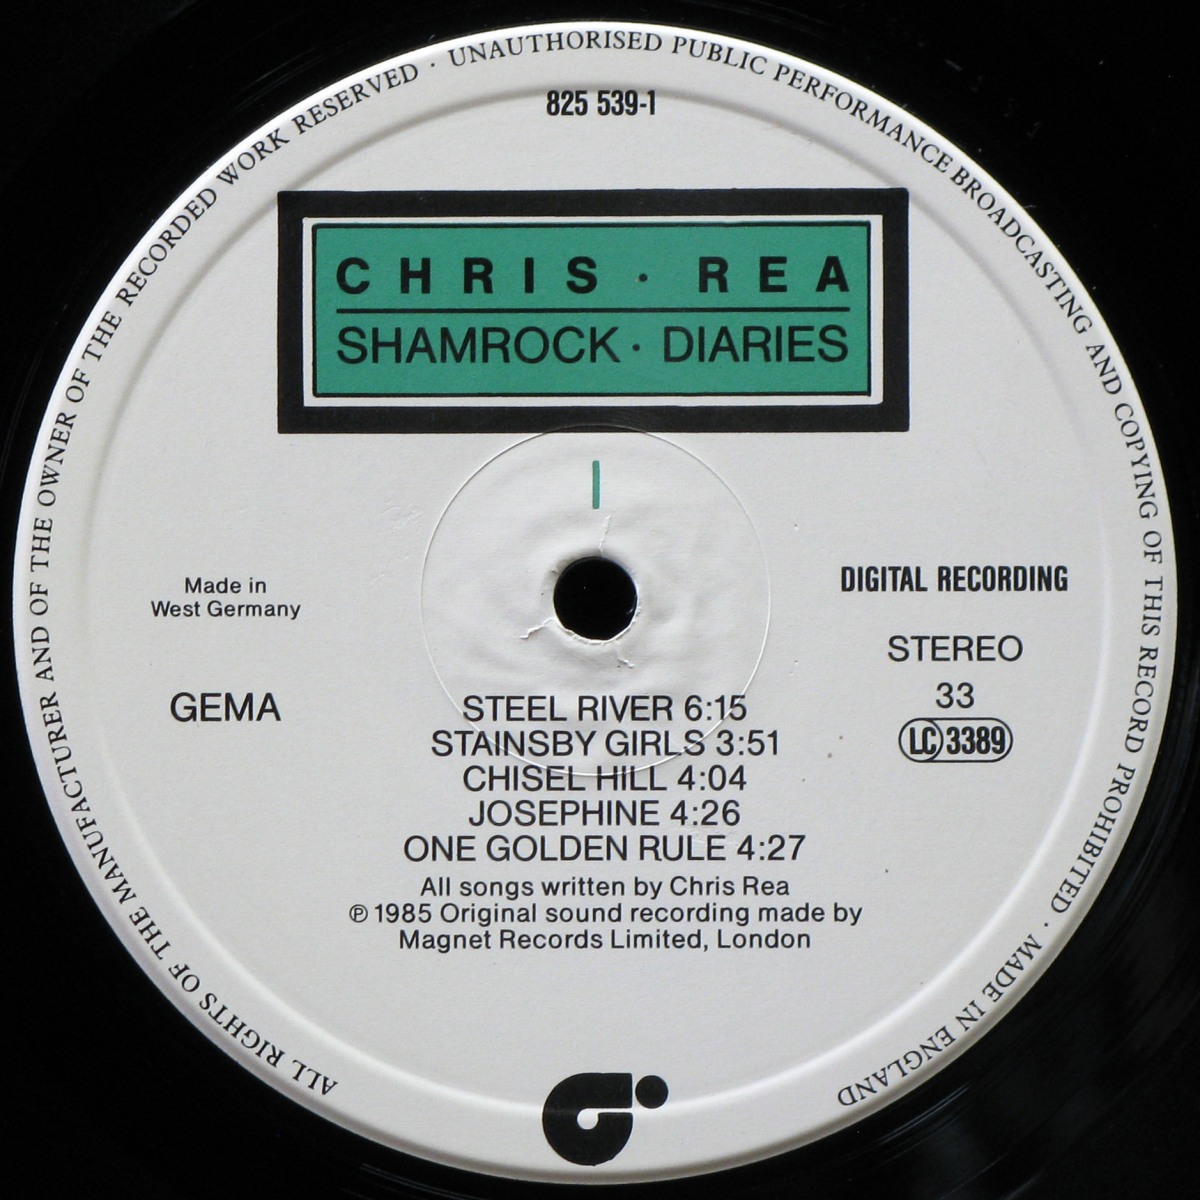 ALL RIGHTS OF THE MANUFACTURER AND OF THE OWNER OF THE RECORDED WORK RESERVED · UNAUTHORISED PUBLIC PERFORMANCE BROADCASTING AND COPYING OF THIS RECORD PROHIBITED · MADE IN ENGLAND
825 539-1
CHRIS · REA
SHAMROCK · DIARIES
I
Made in
West Germany
GEMA
DIGITAL RECORDING
STEREO
33
LC 3389
STEEL RIVER 6:15
STAINSBY GIRLS 3:51
CHISEL HILL 4:04
JOSEPHINE 4:26
ONE GOLDEN RULE 4:27
All songs written by Chris Rea
℗ 1985 Original sound recording made by
Magnet Records Limited, London